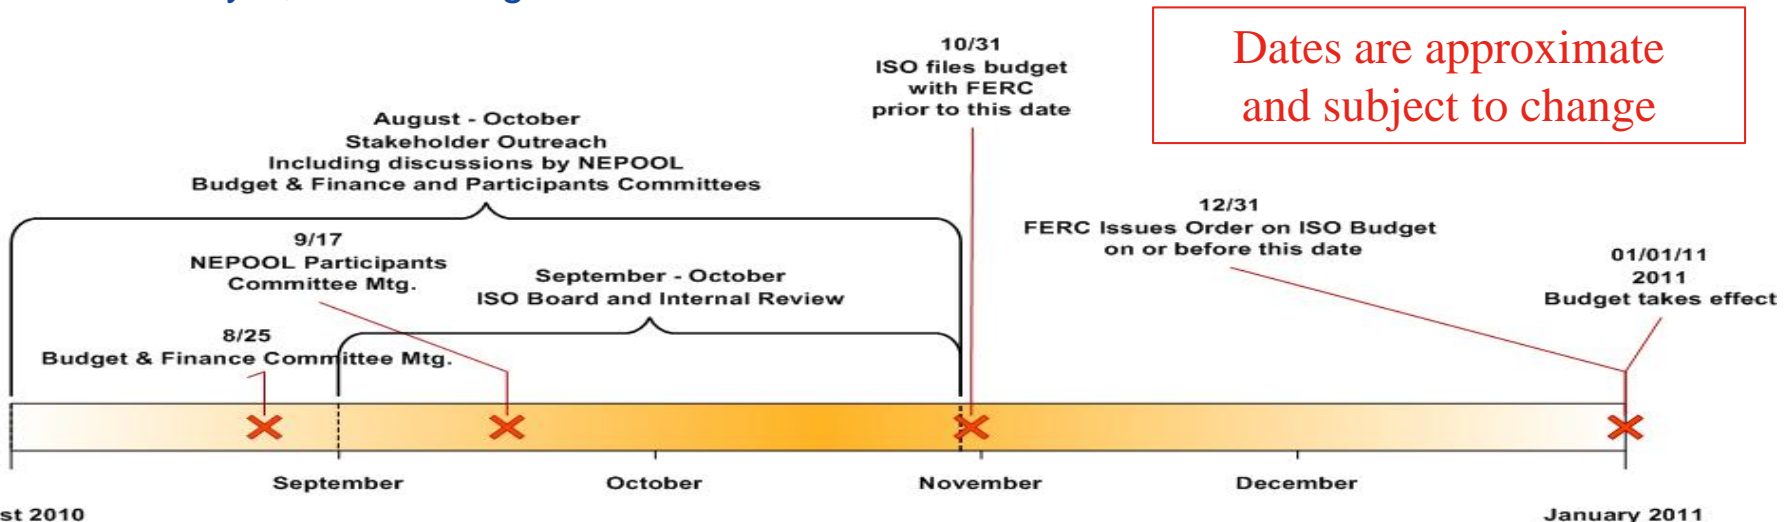 Dates are approximate
and subject to change
10/31
ISO files budget
with FERC
prior to this date
August - October
Stakeholder Outreach
Including discussions by NEPOOL
Budget & Finance and Participants Committees
12/31
FERC Issues Order on ISO Budget
on or before this date
9/17
NEPOOL Participants
Committee Mtg.
September - October
ISO Board and Internal Review
01/01/11
2011
Budget takes effect
8/25
Budget & Finance Committee Mtg.
September
October
November
December
st 2010
January 2011